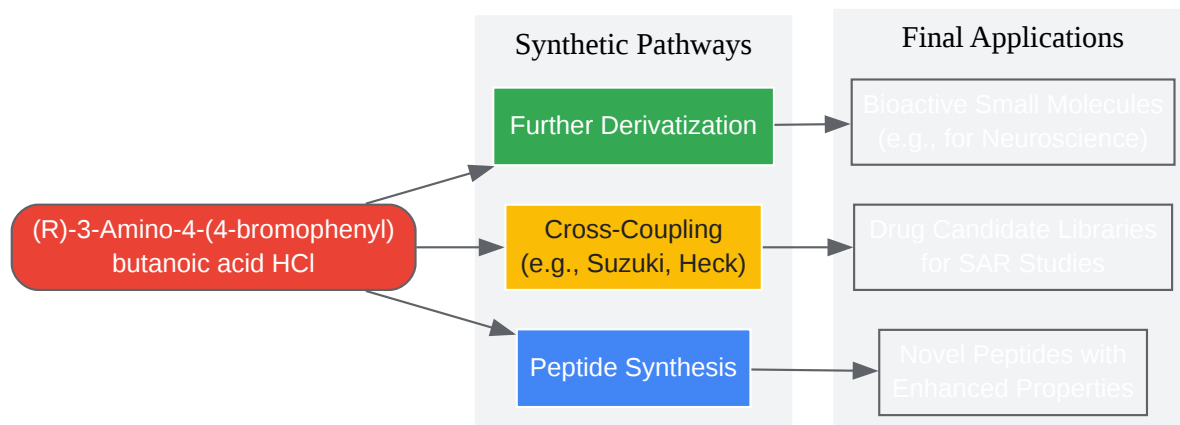 Synthetic Pathways
Final Applications
Further Derivatization
Bioactive Small Molecules
(e.g., for Neuroscience)
(R)-3-Amino-4-(4-bromophenyl)
butanoic acid HCl
Cross-Coupling
(e.g., Suzuki, Heck)
Drug Candidate Libraries
for SAR Studies
Peptide Synthesis
Novel Peptides with
Enhanced Properties